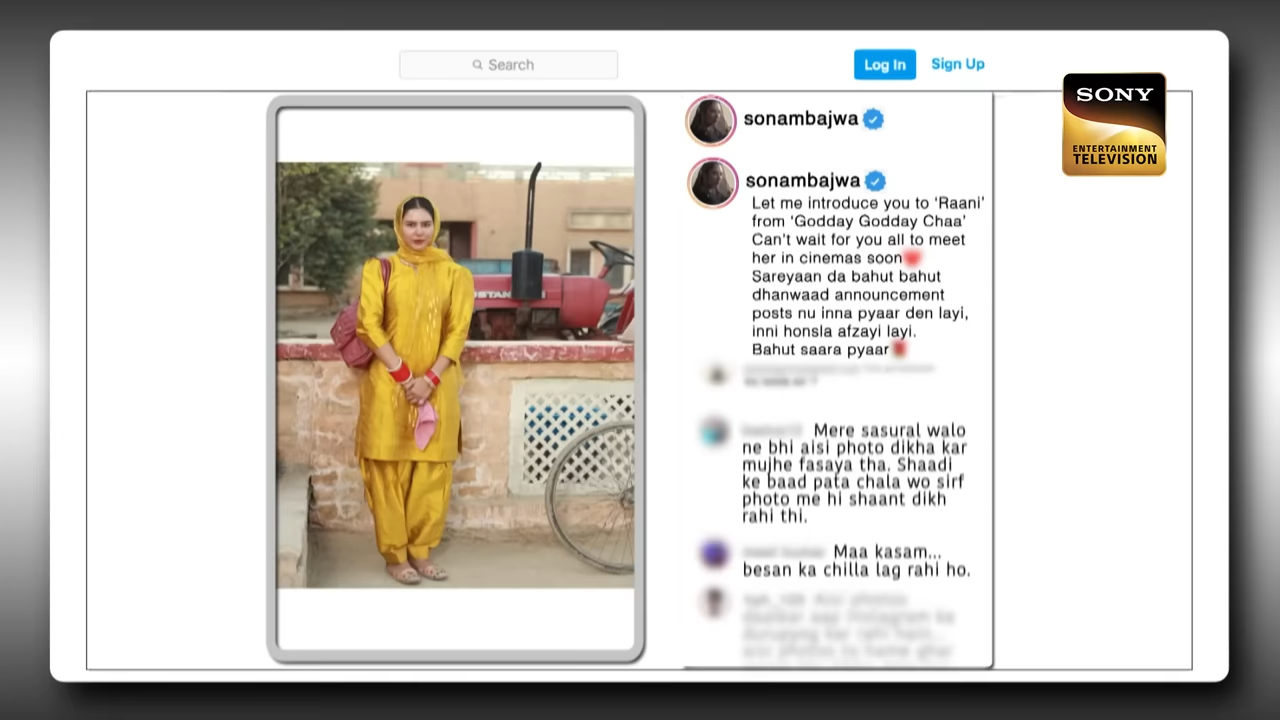 Search
Log In
Sign Up
SONY
ENTERTAINMENT
TELEVISION
STAN
sonambajwa
sonambajwa
Let me introduce you to ‘Raani’
from ‘Godday Godday Chaa’
Can’t wait for you all to meet
her in cinemas soon
Sareyaan da bahut bahut
dhanwaad announcement
posts nu inna pyaar den layi,
inni honsla afzayi layi.
Bahut saara pyaar
Mere sasural walo
ne bhi aisi photo dikha kar
mujhe fasaya tha. Shaadi
ke baad pata chala wo sirf
photo me hi shaant dikh
rahi thi.
Maa kasam...
besan ka chilla lag rahi ho.